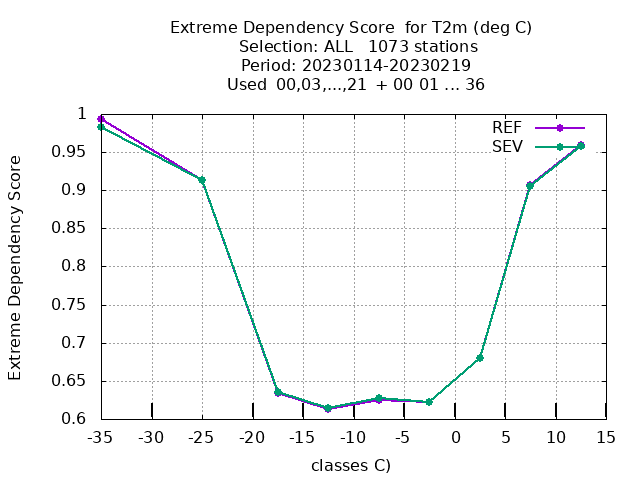 Extreme Dependency Score  for T2m (deg C)
Selection: ALL   1073 stations
Period: 20230114-20230219
Used  00,03,...,21  + 00 01 ... 36
REF
SEV
1
0.95
0.9
0.85
0.8
0.75
0.7
0.65
0.6
Extreme Dependency Score
-35 -30 -25 -20 -15 -10 -5 0 5 10 15
classes C)